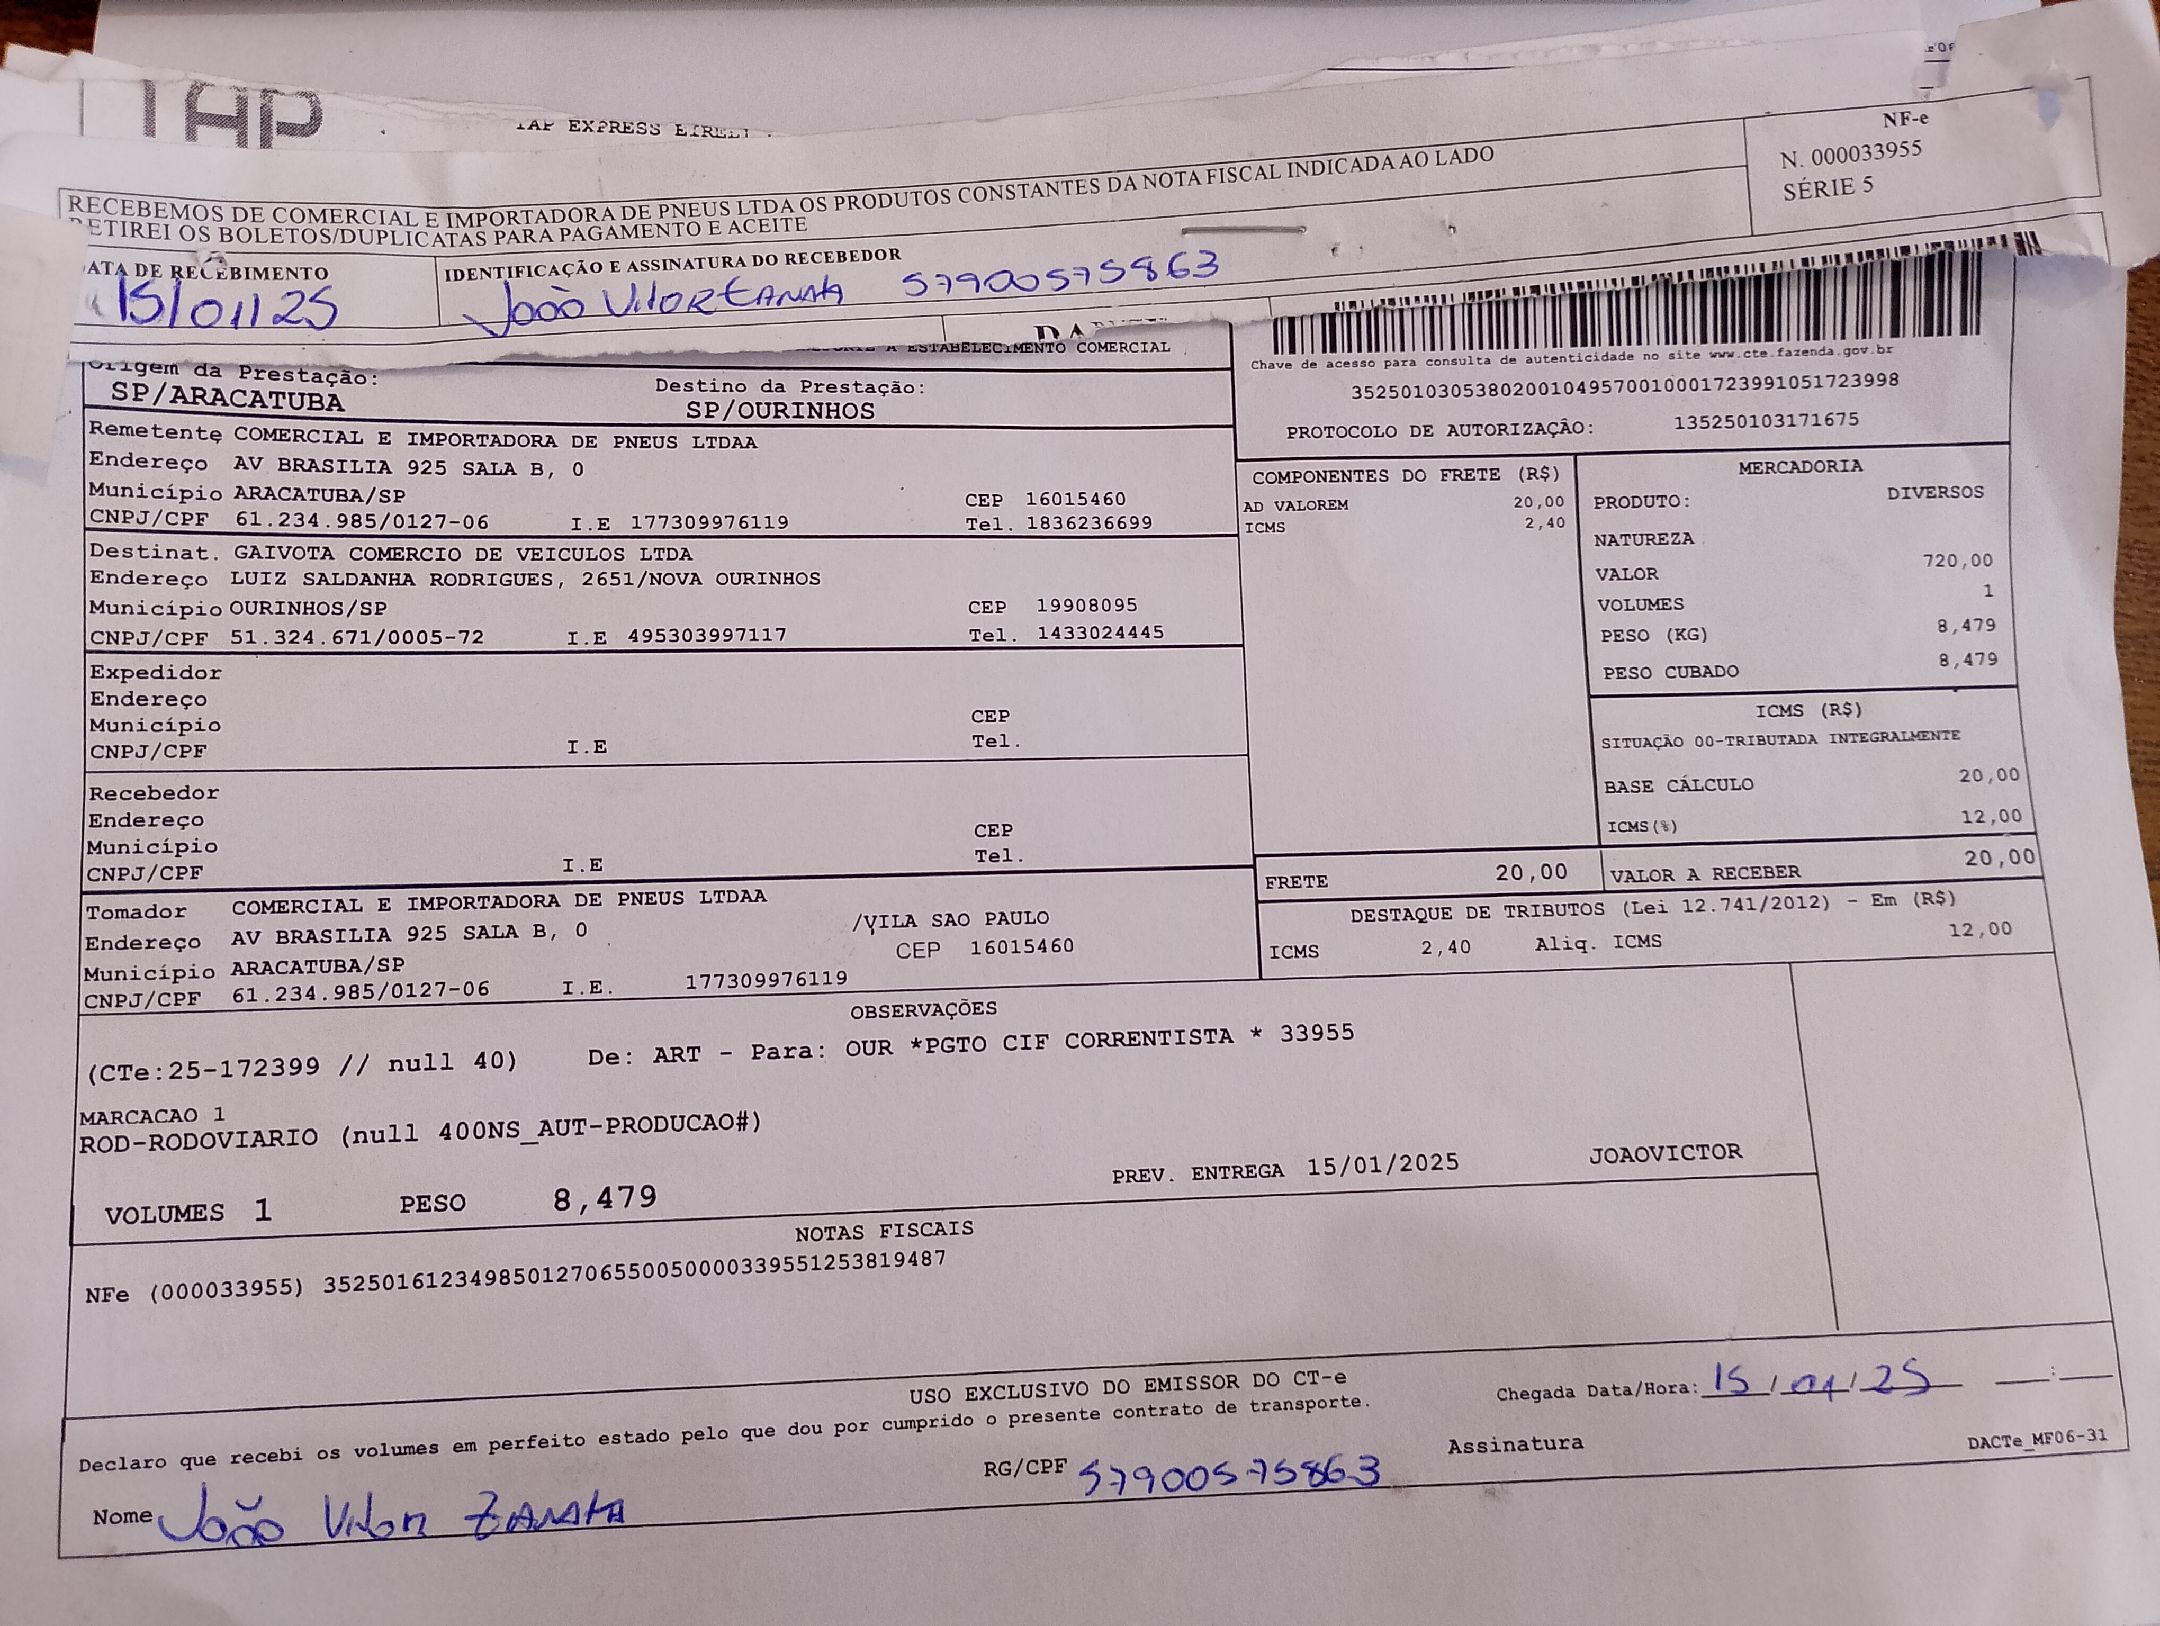 TAP
TAP EXPRESS EIRELI
NF-e
N. 000033955
SÉRIE 5
RECEBEMOS DE COMERCIAL E IMPORTADORA DE PNEUS LTDA OS PRODUTOS CONSTANTES DA NOTA FISCAL INDICADA AO LADO
RETIREI OS BOLETOS/DUPLICATAS PARA PAGAMENTO E ACEITE
DATA DE RECEBIMENTO
15/01/25
IDENTIFICAÇÃO E ASSINATURA DO RECEBEDOR
João Vitor Zanata 57900575863
A ESTABELECIMENTO COMERCIAL
Chave de acesso para consulta de autenticidade no site www.cte.fazenda.gov.br
35250103053802001049570010001723991051723998
PROTOCOLO DE AUTORIZAÇÃO: 135250103171675
Origem da Prestação:
SP/ARACATUBA
Destino da Prestação:
SP/OURINHOS
Remetente COMERCIAL E IMPORTADORA DE PNEUS LTDAA
Endereço AV BRASILIA 925 SALA B, 0
Município ARACATUBA/SP CEP 16015460
CNPJ/CPF 61.234.985/0127-06 I.E 177309976119 Tel. 1836236699
Destinat. GAIVOTA COMERCIO DE VEICULOS LTDA
Endereço LUIZ SALDANHA RODRIGUES, 2651/NOVA OURINHOS
Município OURINHOS/SP CEP 19908095
CNPJ/CPF 51.324.671/0005-72 I.E 495303997117 Tel. 1433024445
Expedidor
Endereço
Município CEP
CNPJ/CPF I.E Tel.
Recebedor
Endereço
Município CEP
CNPJ/CPF I.E Tel.
Tomador COMERCIAL E IMPORTADORA DE PNEUS LTDAA
Endereço AV BRASILIA 925 SALA B, 0 /VILA SAO PAULO
Município ARACATUBA/SP CEP 16015460
CNPJ/CPF 61.234.985/0127-06 I.E. 177309976119
COMPONENTES DO FRETE (R$)
AD VALOREM 20,00
ICMS 2,40
MERCADORIA
PRODUTO: DIVERSOS
NATUREZA
VALOR 720,00
VOLUMES 1
PESO (KG) 8,479
PESO CUBADO 8,479
ICMS (R$)
SITUAÇÃO 00-TRIBUTADA INTEGRALMENTE
BASE CÁLCULO 20,00
ICMS(%) 12,00
FRETE 20,00 VALOR A RECEBER 20,00
DESTAQUE DE TRIBUTOS (Lei 12.741/2012) - Em (R$)
ICMS 2,40 Aliq. ICMS 12,00
OBSERVAÇÕES
(CTe:25-172399 // null 40) De: ART - Para: OUR *PGTO CIF CORRENTISTA * 33955
MARCACAO 1
ROD-RODOVIARIO (null 400NS_AUT-PRODUCAO#)
VOLUMES 1 PESO 8,479 PREV. ENTREGA 15/01/2025 JOAOVICTOR
NOTAS FISCAIS
NFe (000033955) 35250161234985012706550050000339551253819487
USO EXCLUSIVO DO EMISSOR DO CT-e
Declaro que recebi os volumes em perfeito estado pelo que dou por cumprido o presente contrato de transporte.
Chegada Data/Hora: 15/01/25 __:__
Nome João Vitor Zanata RG/CPF 57900575863 Assinatura
DACTe_MF06-31